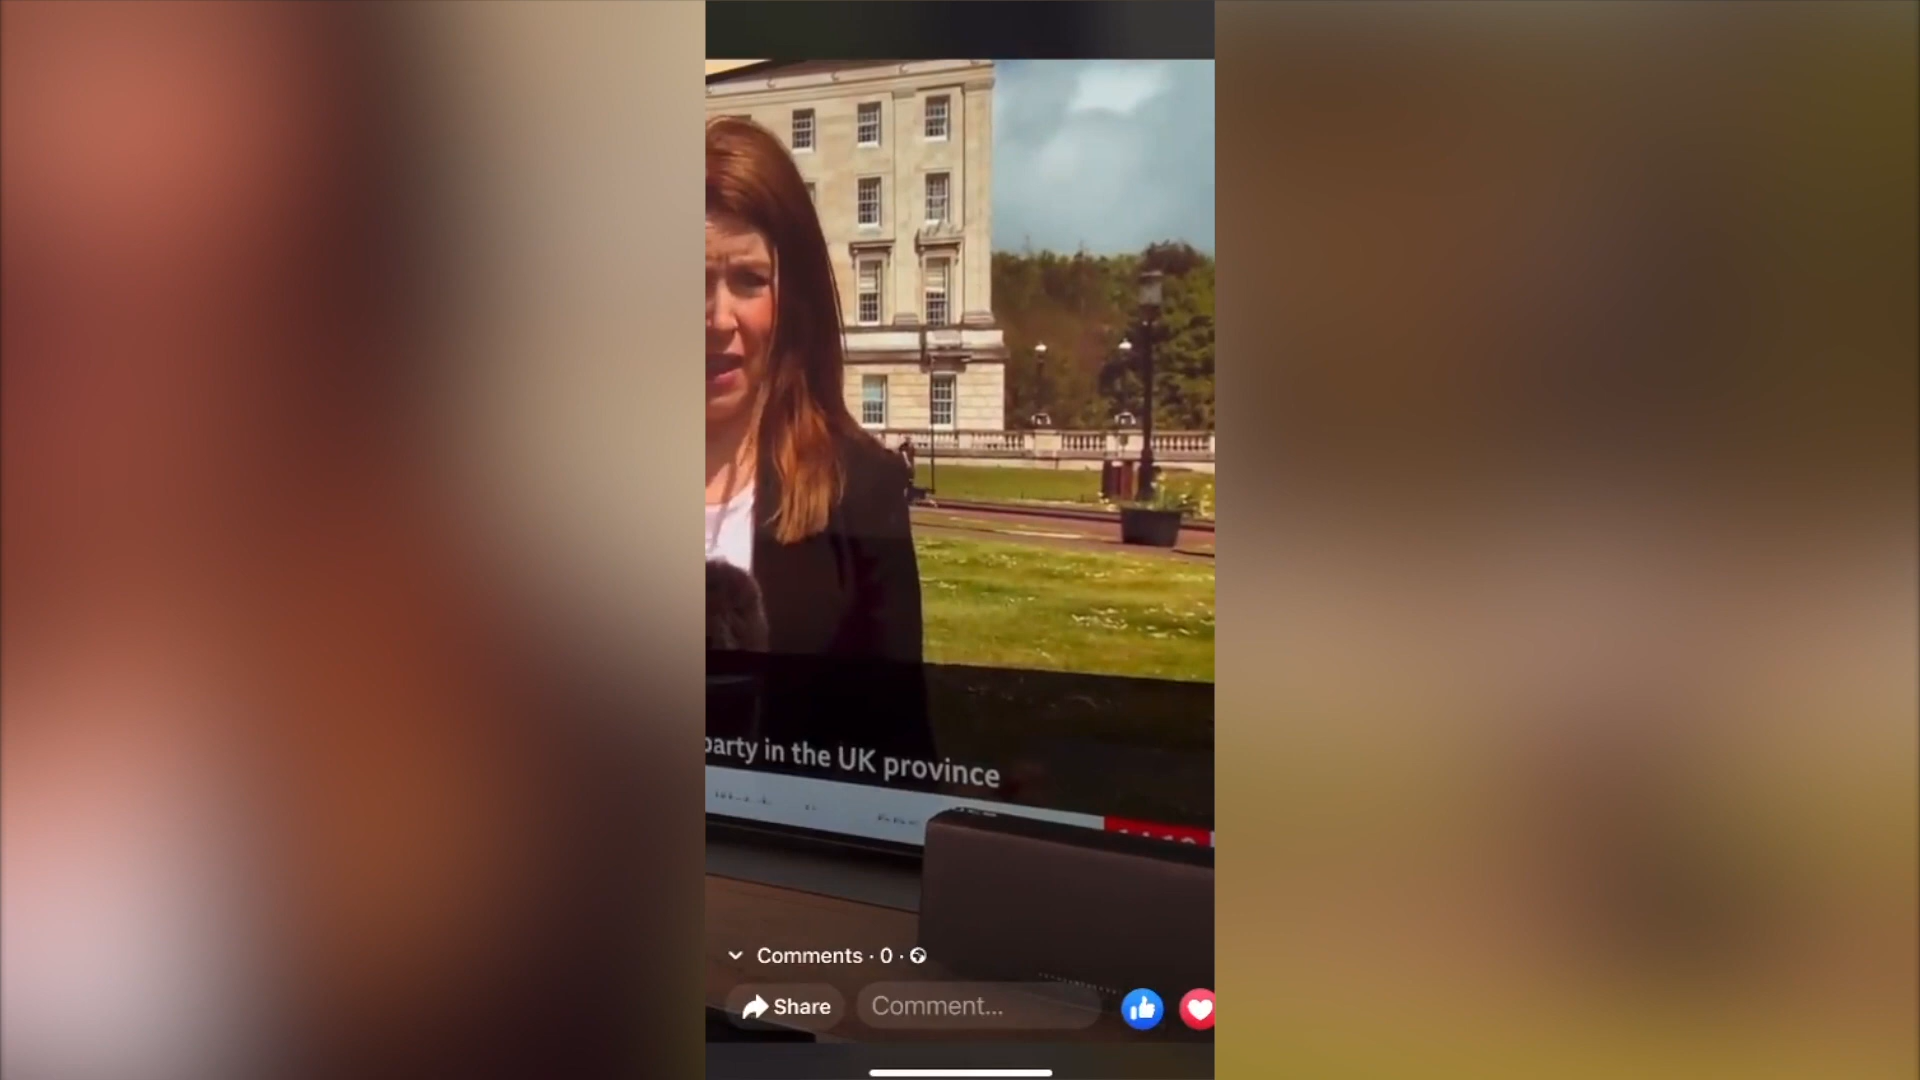 party in the UK province
Comments · 0 ·
Share
Comment...